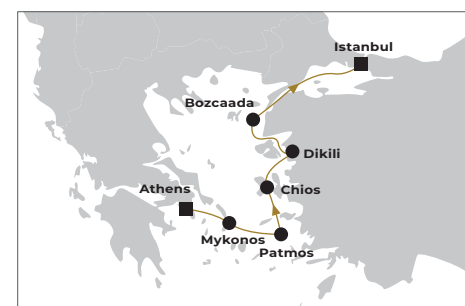 Istanbul
Bozcaada
Dikili
Athens
Chios
Mykonos
Patmos